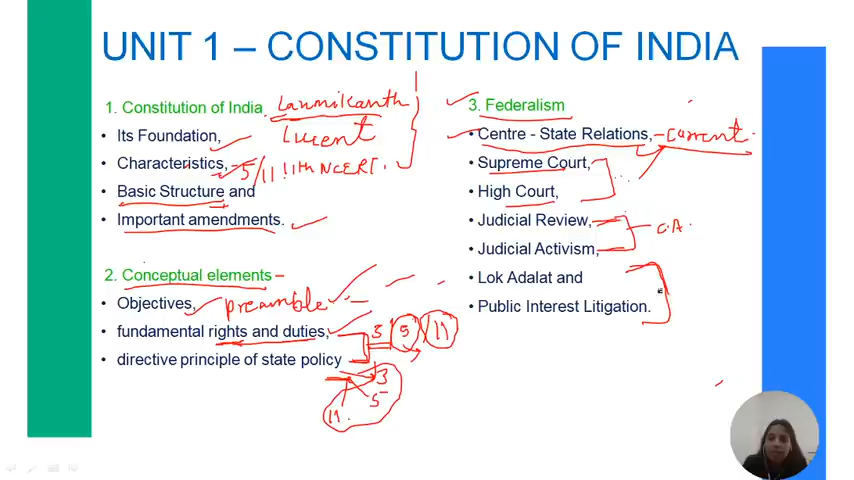 UNIT 1 – CONSTITUTION OF INDIA
1. Constitution of India
Laxmikanth
• Its Foundation,
Lucent
• Characteristics,
5/11
11th NCERT.
• Basic Structure and
• Important amendments.
2. Conceptual elements
• Objectives,
preamble
• fundamental rights and duties,
3 5 11
• directive principle of state policy
3
5
11.
3. Federalism
• Centre - State Relations,
current.
• Supreme Court,
• High Court,
• Judicial Review,
C.A.
• Judicial Activism,
• Lok Adalat and
• Public Interest Litigation.